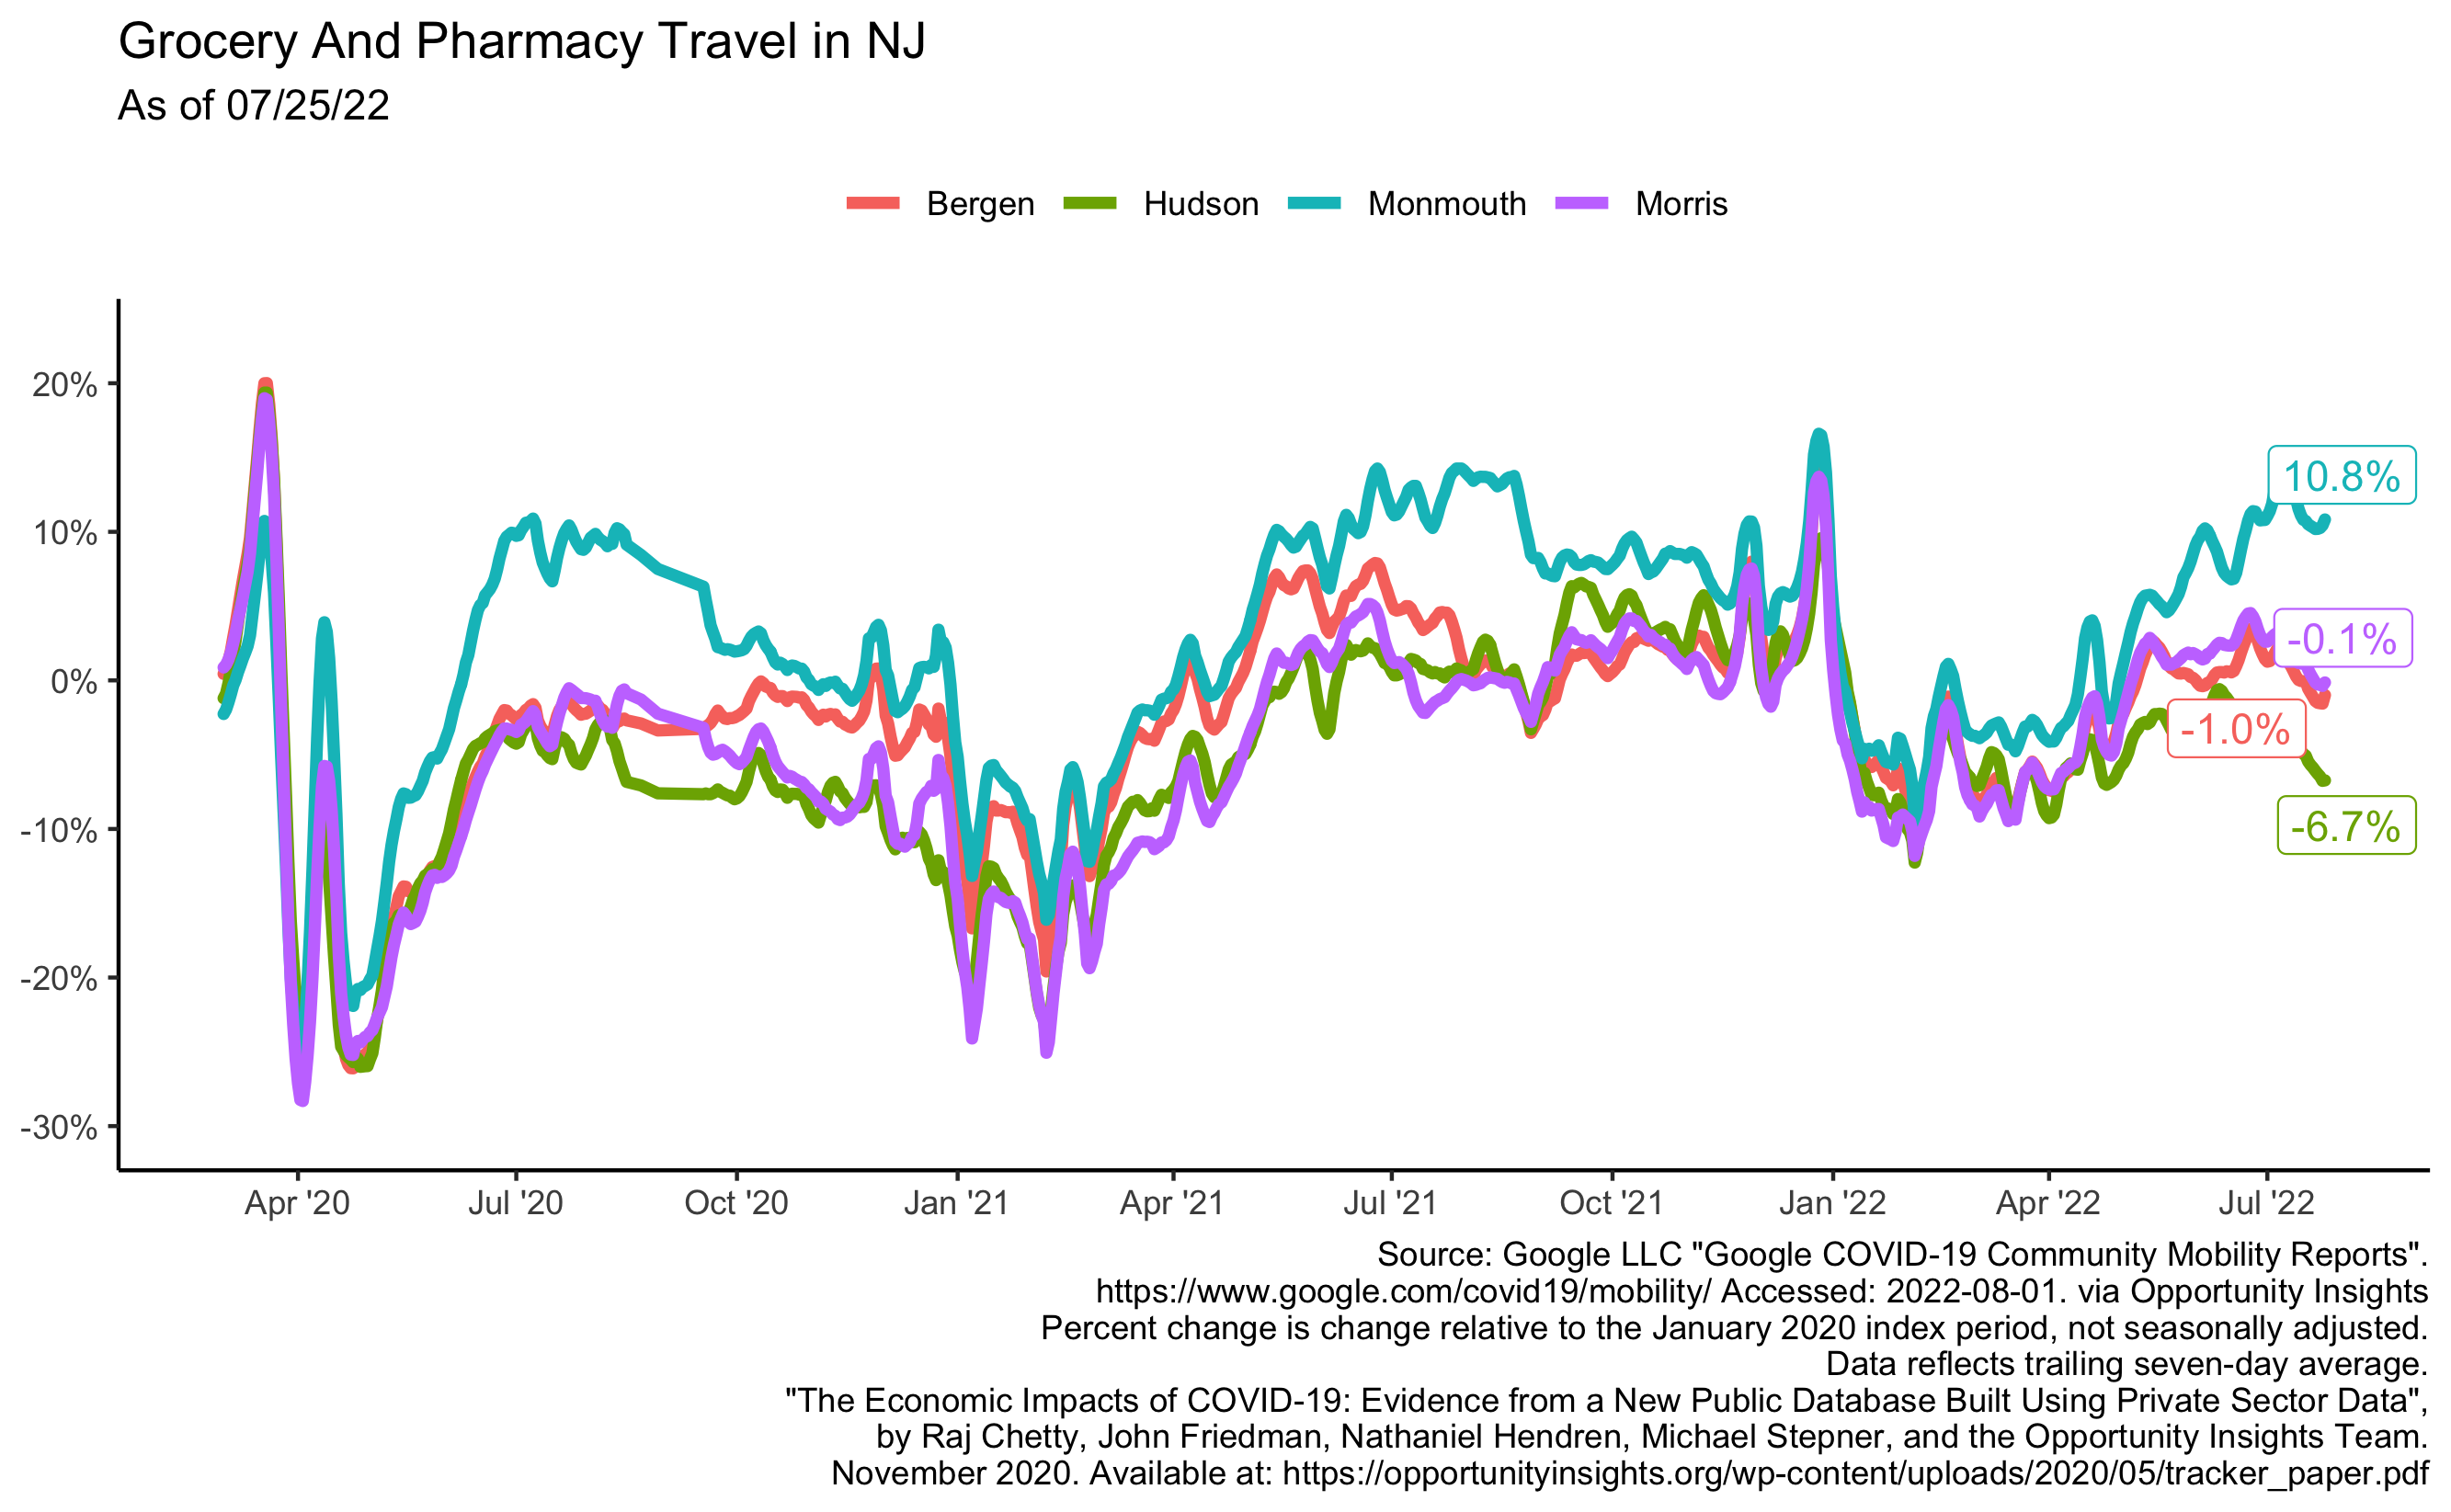 Grocery And Pharmacy Travel in NJ
As of 07/25/22
Bergen Hudson Monmouth Morris
20%
10%
0%
-10%
-20%
-30%
10.8%
-0.1%
-1.0%
-6.7%
Apr '20 Jul '20 Oct '20 Jan '21 Apr '21 Jul '21 Oct '21 Jan '22 Apr '22 Jul '22
Source: Google LLC "Google COVID-19 Community Mobility Reports".
https://www.google.com/covid19/mobility/ Accessed: 2022-08-01. via Opportunity Insights
Percent change is change relative to the January 2020 index period, not seasonally adjusted.
Data reflects trailing seven-day average.
"The Economic Impacts of COVID-19: Evidence from a New Public Database Built Using Private Sector Data",
by Raj Chetty, John Friedman, Nathaniel Hendren, Michael Stepner, and the Opportunity Insights Team.
November 2020. Available at: https://opportunityinsights.org/wp-content/uploads/2020/05/tracker_paper.pdf